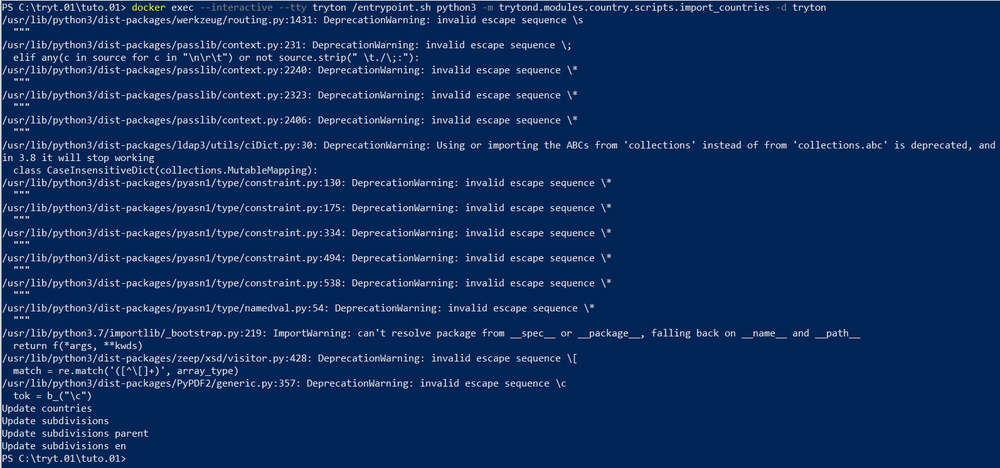 PS C:\tryt.01\tuto.01> docker exec --interactive --tty tryton /entrypoint.sh python3 -m trytond.modules.country.scripts.import_countries -d tryton
/usr/lib/python3/dist-packages/werkzeug/routing.py:1431: DeprecationWarning: invalid escape sequence \s
  """
/usr/lib/python3/dist-packages/passlib/context.py:231: DeprecationWarning: invalid escape sequence \;
  elif any(c in source for c in "\n\r\t") or not source.strip(" \t./\;:"):
/usr/lib/python3/dist-packages/passlib/context.py:2240: DeprecationWarning: invalid escape sequence \*
  """
/usr/lib/python3/dist-packages/passlib/context.py:2323: DeprecationWarning: invalid escape sequence \*
  """
/usr/lib/python3/dist-packages/passlib/context.py:2406: DeprecationWarning: invalid escape sequence \*
  """
/usr/lib/python3/dist-packages/ldap3/utils/ciDict.py:30: DeprecationWarning: Using or importing the ABCs from 'collections' instead of from 'collections.abc' is deprecated, and
in 3.8 it will stop working
  class CaseInsensitiveDict(collections.MutableMapping):
/usr/lib/python3/dist-packages/pyasn1/type/constraint.py:130: DeprecationWarning: invalid escape sequence \*
  """
/usr/lib/python3/dist-packages/pyasn1/type/constraint.py:175: DeprecationWarning: invalid escape sequence \*
  """
/usr/lib/python3/dist-packages/pyasn1/type/constraint.py:334: DeprecationWarning: invalid escape sequence \*
  """
/usr/lib/python3/dist-packages/pyasn1/type/constraint.py:494: DeprecationWarning: invalid escape sequence \*
  """
/usr/lib/python3/dist-packages/pyasn1/type/constraint.py:538: DeprecationWarning: invalid escape sequence \*
  """
/usr/lib/python3/dist-packages/pyasn1/type/namedval.py:54: DeprecationWarning: invalid escape sequence \*
  """
/usr/lib/python3.7/importlib/_bootstrap.py:219: ImportWarning: can't resolve package from __spec__ or __package__, falling back on __name__ and __path__
  return f(*args, **kwds)
/usr/lib/python3/dist-packages/zeep/xsd/visitor.py:428: DeprecationWarning: invalid escape sequence \[
  match = re.match('([^\[]+)', array_type)
/usr/lib/python3/dist-packages/PyPDF2/generic.py:357: DeprecationWarning: invalid escape sequence \c
  tok = b_("\c")
Update countries
Update subdivisions
Update subdivisions parent
Update subdivisions en
PS C:\tryt.01\tuto.01>